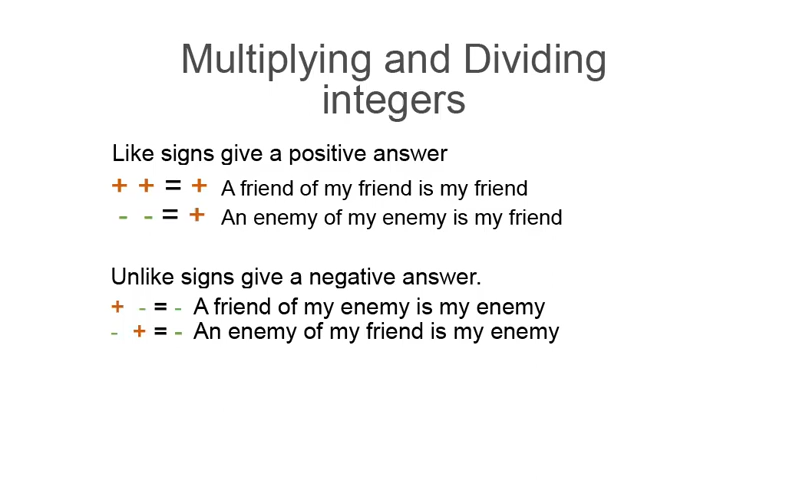 Multiplying and Dividing
integers
Like signs give a positive answer
+ + = + A friend of my friend is my friend
- - = + An enemy of my enemy is my friend
Unlike signs give a negative answer.
+ - = - A friend of my enemy is my enemy
- + = - An enemy of my friend is my enemy